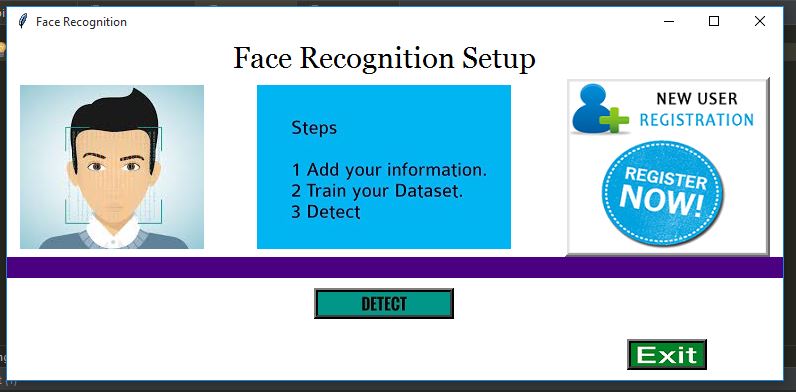 Face Recognition
Face Recognition Setup
Steps
1 Add your information.
2 Train your Dataset.
3 Detect
NEW USER
REGISTRATION
REGISTER
NOW!
DETECT
Exit